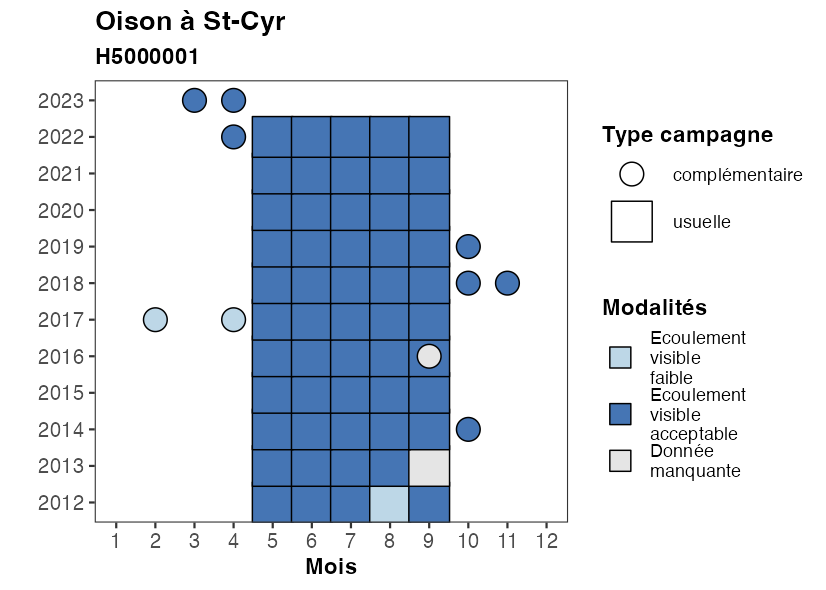 Oison à St-Cyr
H5000001
2023
2022
2021
2020
2019
2018
2017
2016
2015
2014
2013
2012
1 2 3 4 5 6 7 8 9 10 11 12
Mois
Type campagne
complémentaire
usuelle
Modalités
Ecoulement
visible
faible
Ecoulement
visible
acceptable
Donnée
manquante